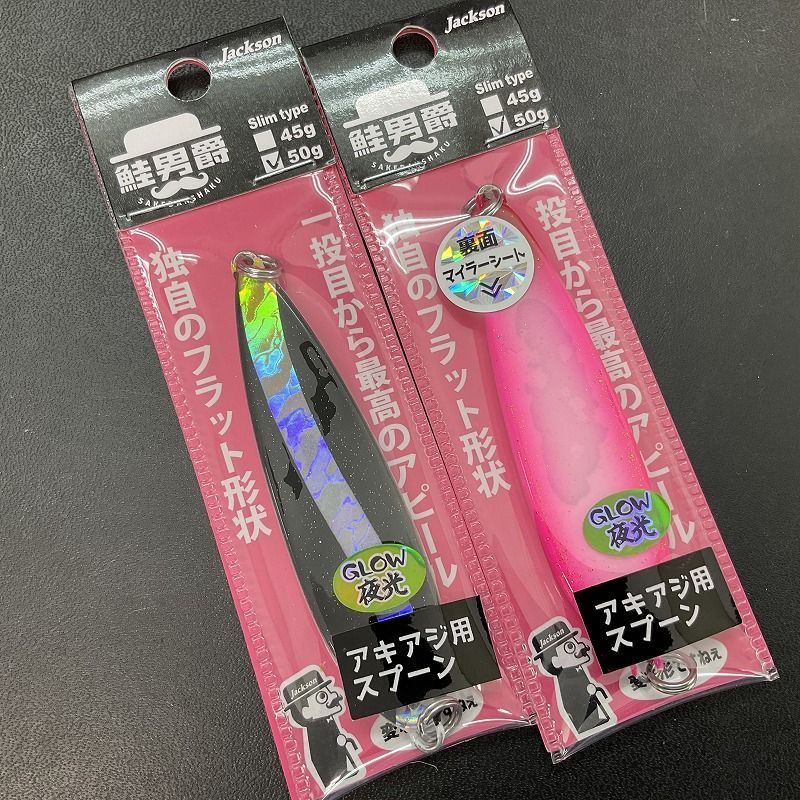 Jackson
Slim type
45g
50g
鮭男爵
SAKEDANSHAKU
一投目から最高のアピール
独自のフラット形状
GLOW
夜光
アキアジ用
スプーン
Jackson
Jackson
Slim type
45g
50g
鮭男爵
SAKEDANSHAKU
裏面
マイラーシート
投目から最高のアピール
独自のフラット形状
GLOW
夜光
アキアジ用
スプーン
Jackson